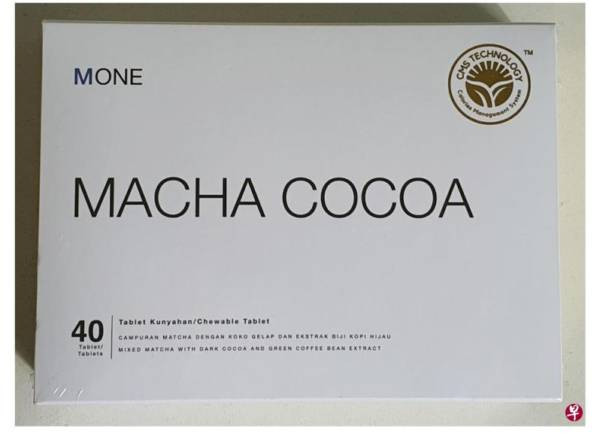 MONE
CMS TECHNOLOGY
TM
Calories Management System
MACHA COCOA
40
Tablet/
Tablets
Tablet Kunyahan/Chewable Tablet
CAMPURAN MATCHA DENGAN KOKO GELAP DAN EKSTRAK BIJI KOPI HIJAU
MIXED MATCHA WITH DARK COCOA AND GREEN COFFEE BEAN EXTRACT